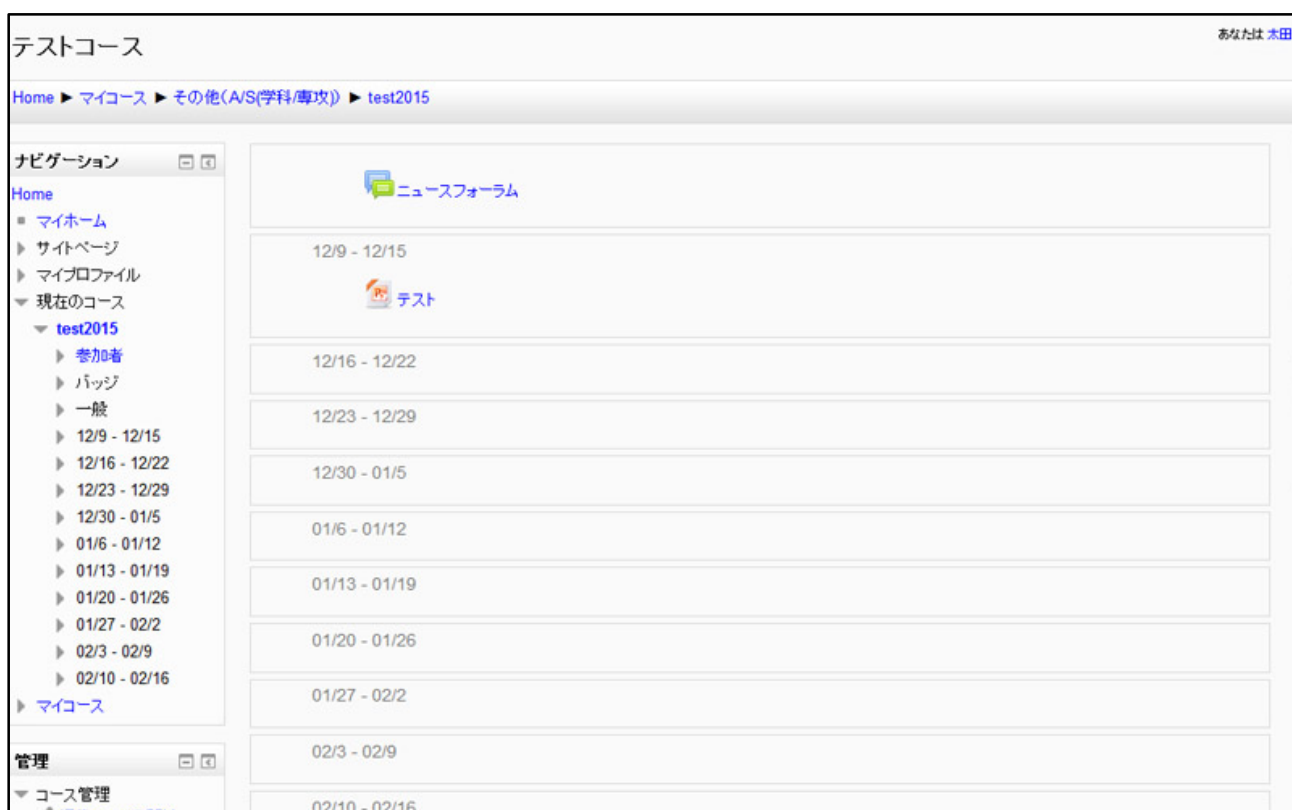 テストコース
あなたは 太田
Home ► マイコース ► その他(A/S(学科/専攻)) ► test2015
ナビゲーション
Home
マイホーム
サイトページ
マイプロファイル
現在のコース
test2015
参加者
バッジ
一般
12/9 - 12/15
12/16 - 12/22
12/23 - 12/29
12/30 - 01/5
01/6 - 01/12
01/13 - 01/19
01/20 - 01/26
01/27 - 02/2
02/3 - 02/9
02/10 - 02/16
マイコース
管理
コース管理
ニュースフォーラム
12/9 - 12/15
テスト
12/16 - 12/22
12/23 - 12/29
12/30 - 01/5
01/6 - 01/12
01/13 - 01/19
01/20 - 01/26
01/27 - 02/2
02/3 - 02/9
02/10 - 02/16